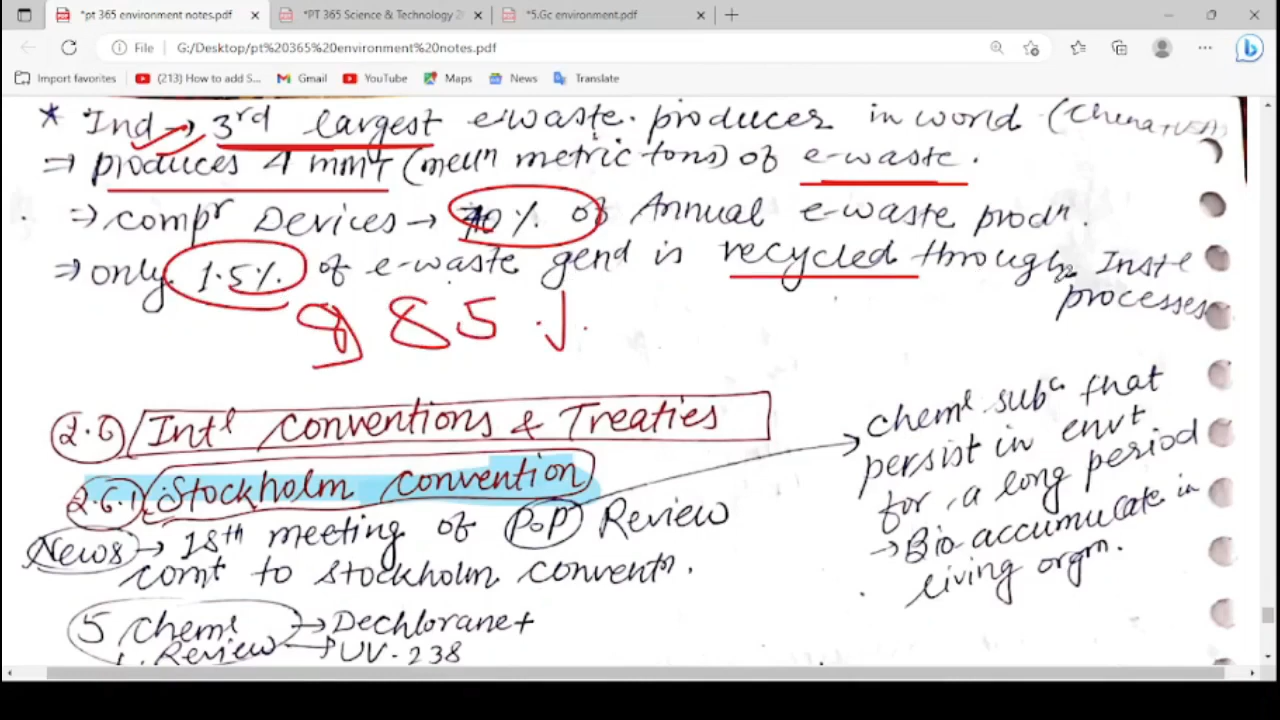 *pt 365 environment notes.pdf
*PT 365 Science & Technology 2
*5.Gc environment.pdf
File G:/Desktop/pt%20365%20environment%20notes.pdf
Import favorites (213) How to add S... Gmail YouTube Maps News Translate
* Ind → 3rd largest e-waste producer in world (China
⇒ produces 4 mmt metric tons) of e-waste.
⇒ compr Devices → % of Annual e-waste prodn.
⇒ only 1.5% of e-waste gend is recycled through Instl
processes
85
2.6 Intl conventions & Treaties
2.6.1 Stockholm convention
News → 18th meeting of POP Review
comt to stockholm conventn.
cheml subc that
persist in envt
for a long period
→ Bio accumulate in
living orgm.
5 cheml → Dechlorane+
Review → UV-238